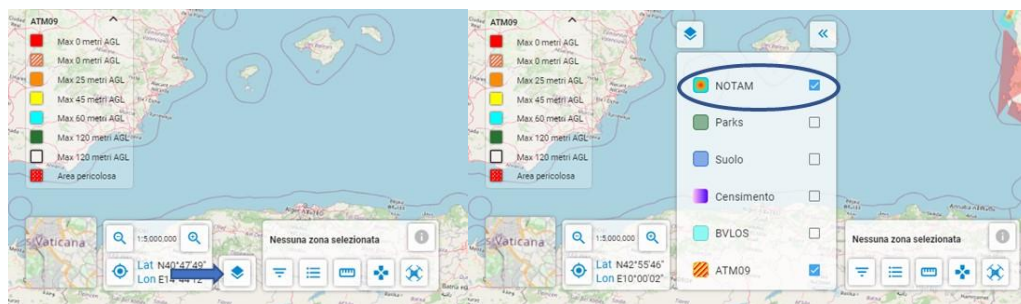 ATM09
Max 0 metri AGL
Max 0 metri AGL
Max 25 metri AGL
Max 45 metri AGL
Max 60 metri AGL
Max 120 metri AGL
Max 120 metri AGL
Area pericolosa
Vaticana
1:5.000.000
Lat N40°47'49"
Lon E14°44'12"
Nessuna zona selezionata
ATM09
Max 0 metri AGL
Max 0 metri AGL
Max 25 metri AGL
Max 45 metri AGL
Max 60 metri AGL
Max 120 metri AGL
Max 120 metri AGL
Area pericolosa
NOTAM
Parks
Suolo
Censimento
BVLOS
ATM09
Vaticana
1:5.000.000
Lat N42°55'46"
Lon E10°00'02"
Nessuna zona selezionata